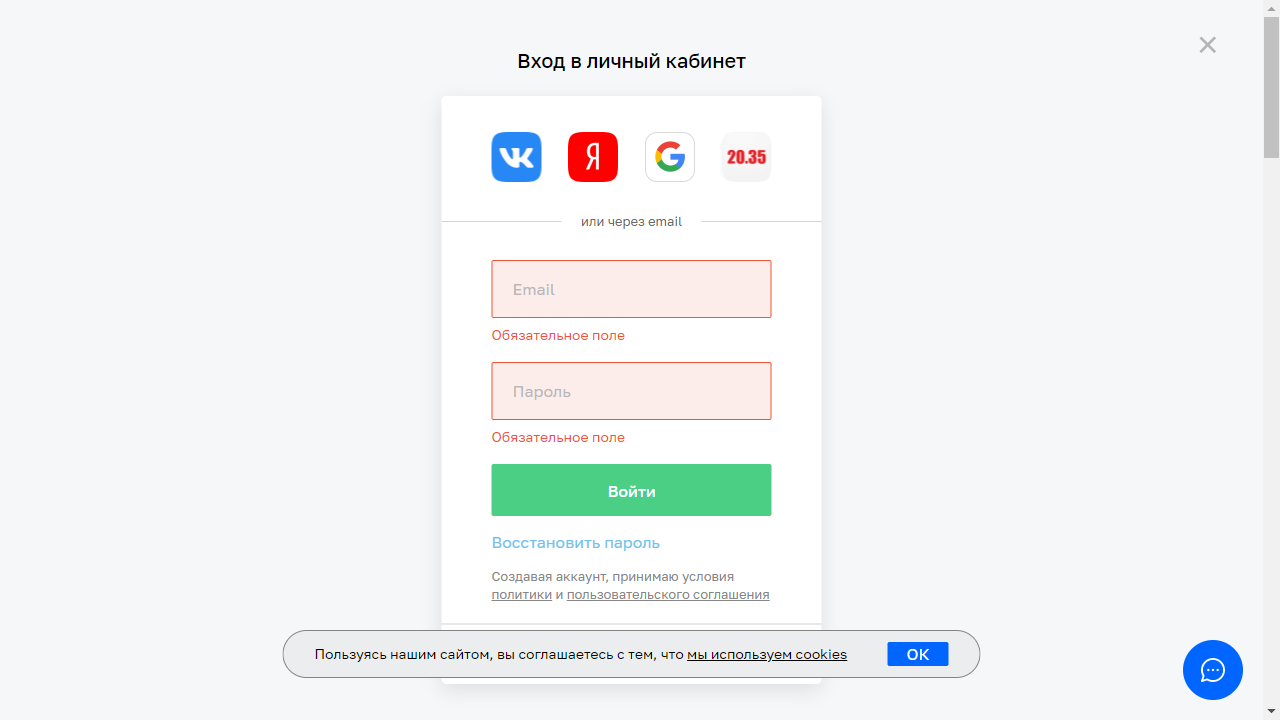 Вход в личный кабинет
Я
G
20.35
или через email
Email
Обязательное поле
Пароль
Обязательное поле
Войти
Восстановить пароль
Создавая аккаунт, принимаю условия
политики и пользовательского соглашения
Пользуясь нашим сайтом, вы соглашаетесь с тем, что мы используем cookies
OK